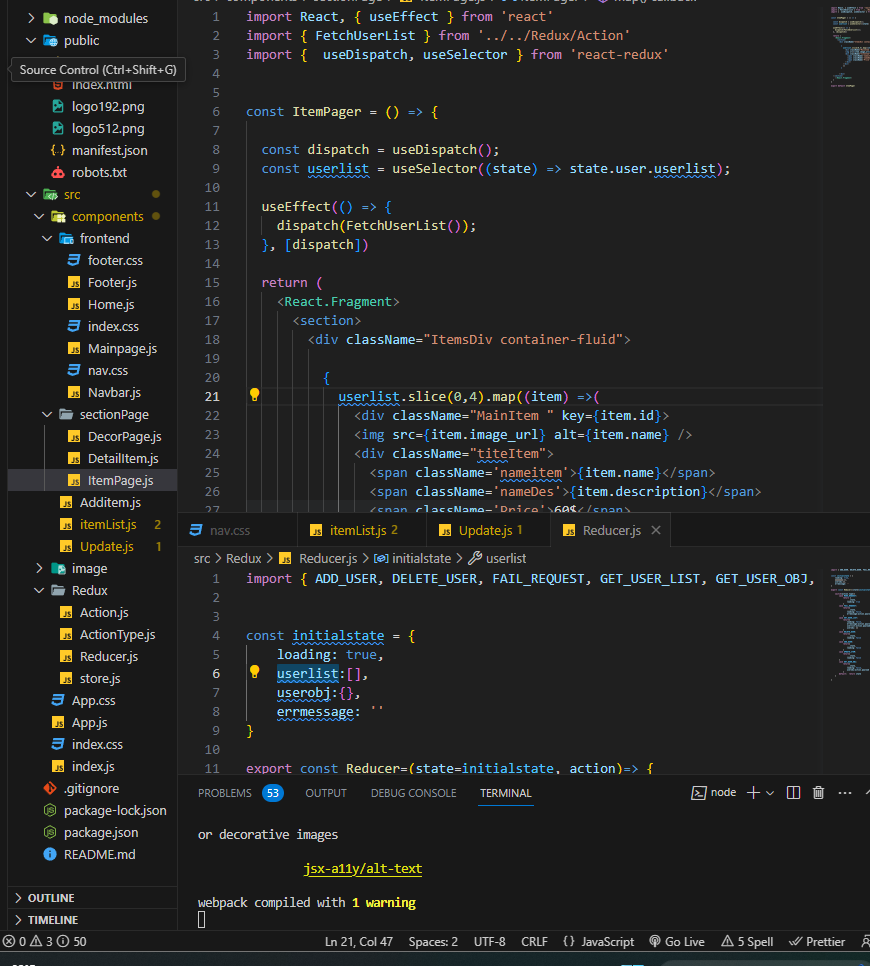 node_modules
public
Source Control (Ctrl+Shift+G)
index.html
logo192.png
logo512.png
manifest.json
robots.txt
src
components
frontend
footer.css
Footer.js
Home.js
index.css
Mainpage.js
nav.css
Navbar.js
sectionPage
DecorPage.js
DetailItem.js
ItemPage.js
Additem.js
itemList.js 2
Update.js 1
image
Redux
Action.js
ActionType.js
Reducer.js
store.js
App.css
App.js
index.css
index.js
.gitignore
package-lock.json
package.json
README.md
OUTLINE
TIMELINE
1 import React, { useEffect } from 'react'
2 import { FetchUserList } from '../../Redux/Action'
3 import {  useDispatch, useSelector } from 'react-redux'
4
5
6 const ItemPager = () => {
7
8 const dispatch = useDispatch();
9 const userlist = useSelector((state) => state.user.userlist);
10
11 useEffect(() => {
12 dispatch(FetchUserList());
13 }, [dispatch])
14
15 return (
16 <React.Fragment>
17 <section>
18 <div className="ItemsDiv container-fluid">
19
20 {
21 userlist.slice(0,4).map((item) =>(
22 <div className="MainItem " key={item.id}>
23 <img src={item.image_url} alt={item.name} />
24 <div className="titeItem">
25 <span className='nameitem'>{item.name}</span>
26 <span className='nameDes'>{item.description}</span>
27 <span className='Price'>60$</span>
nav.css itemList.js 2 Update.js 1 Reducer.js
src > Redux > Reducer.js > initialstate > userlist
1 import { ADD_USER, DELETE_USER, FAIL_REQUEST, GET_USER_LIST, GET_USER_OBJ,
2
3
4 const initialstate = {
5 loading: true,
6 userlist:[],
7 userobj:{},
8 errmessage: ''
9 }
10
11 export const Reducer=(state=initialstate, action)=> {
PROBLEMS 53 OUTPUT DEBUG CONSOLE TERMINAL node
or decorative images
jsx-a11y/alt-text
webpack compiled with 1 warning
0 3 50 Ln 21, Col 47 Spaces: 2 UTF-8 CRLF {} JavaScript Go Live 5 Spell Prettier